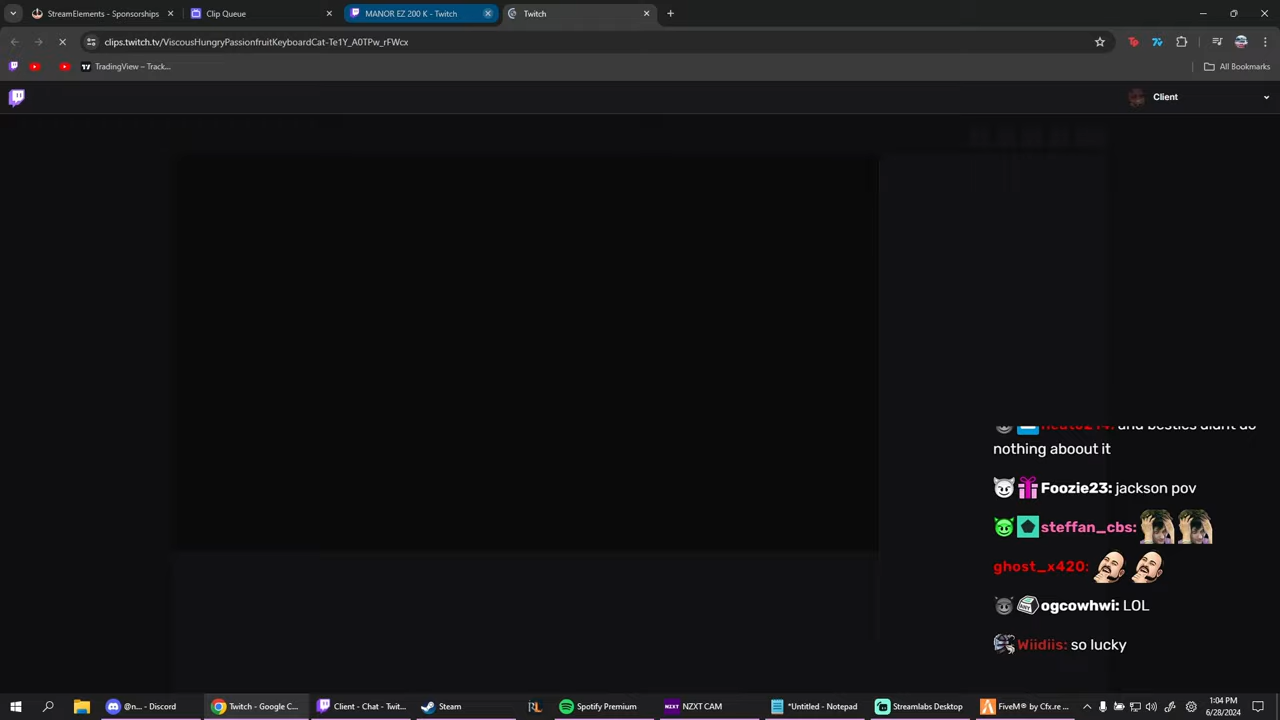 StreamElements - Sponsorships
Clip Queue
MANOR EZ 200 K - Twitch
Twitch
clips.twitch.tv/ViscousHungryPassionfruitKeyboardCat-Te1Y_A0TPw_rFWcx
TradingView – Track...
All Bookmarks
Client
nothing aboout it
Foozie23: jackson pov
steffan_cbs:
ghost_x420:
ogcowhwi: LOL
Wiidiis: so lucky
@n... - Discord
Twitch - Google C...
Client - Chat - Twit...
Steam
Spotify Premium
NZXT CAM
*Untitled - Notepad
Streamlabs Desktop
FiveM® by Cfx.re ...
1:04 PM
6/28/2024